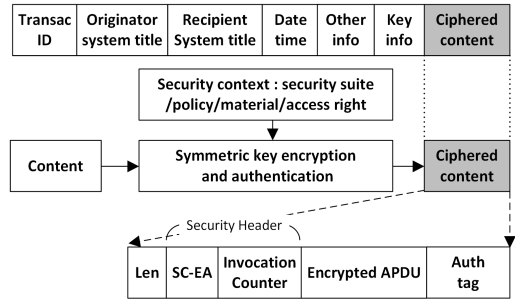 Transac ID
Originator system title
Recipient System title
Date time
Other info
Key info
Ciphered content
Security context : security suite
/policy/material/access right
Content
Symmetric key encryption
and authentication
Ciphered
content
Security Header
Len
SC-EA
Invocation
Counter
Encrypted APDU
Auth
tag